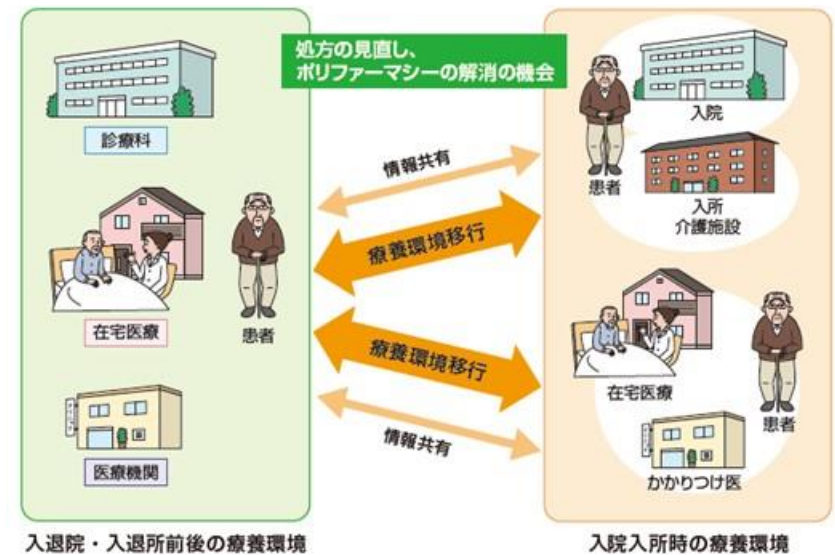 処方の見直し、
ポリファーマシーの解消の機会
診療科
在宅医療
患者
医療機関
入退院・入退所前後の療養環境
情報共有
療養環境移行
療養環境移行
情報共有
入院
患者
入所
介護施設
在宅医療
患者
かかりつけ医
入院入所時の療養環境